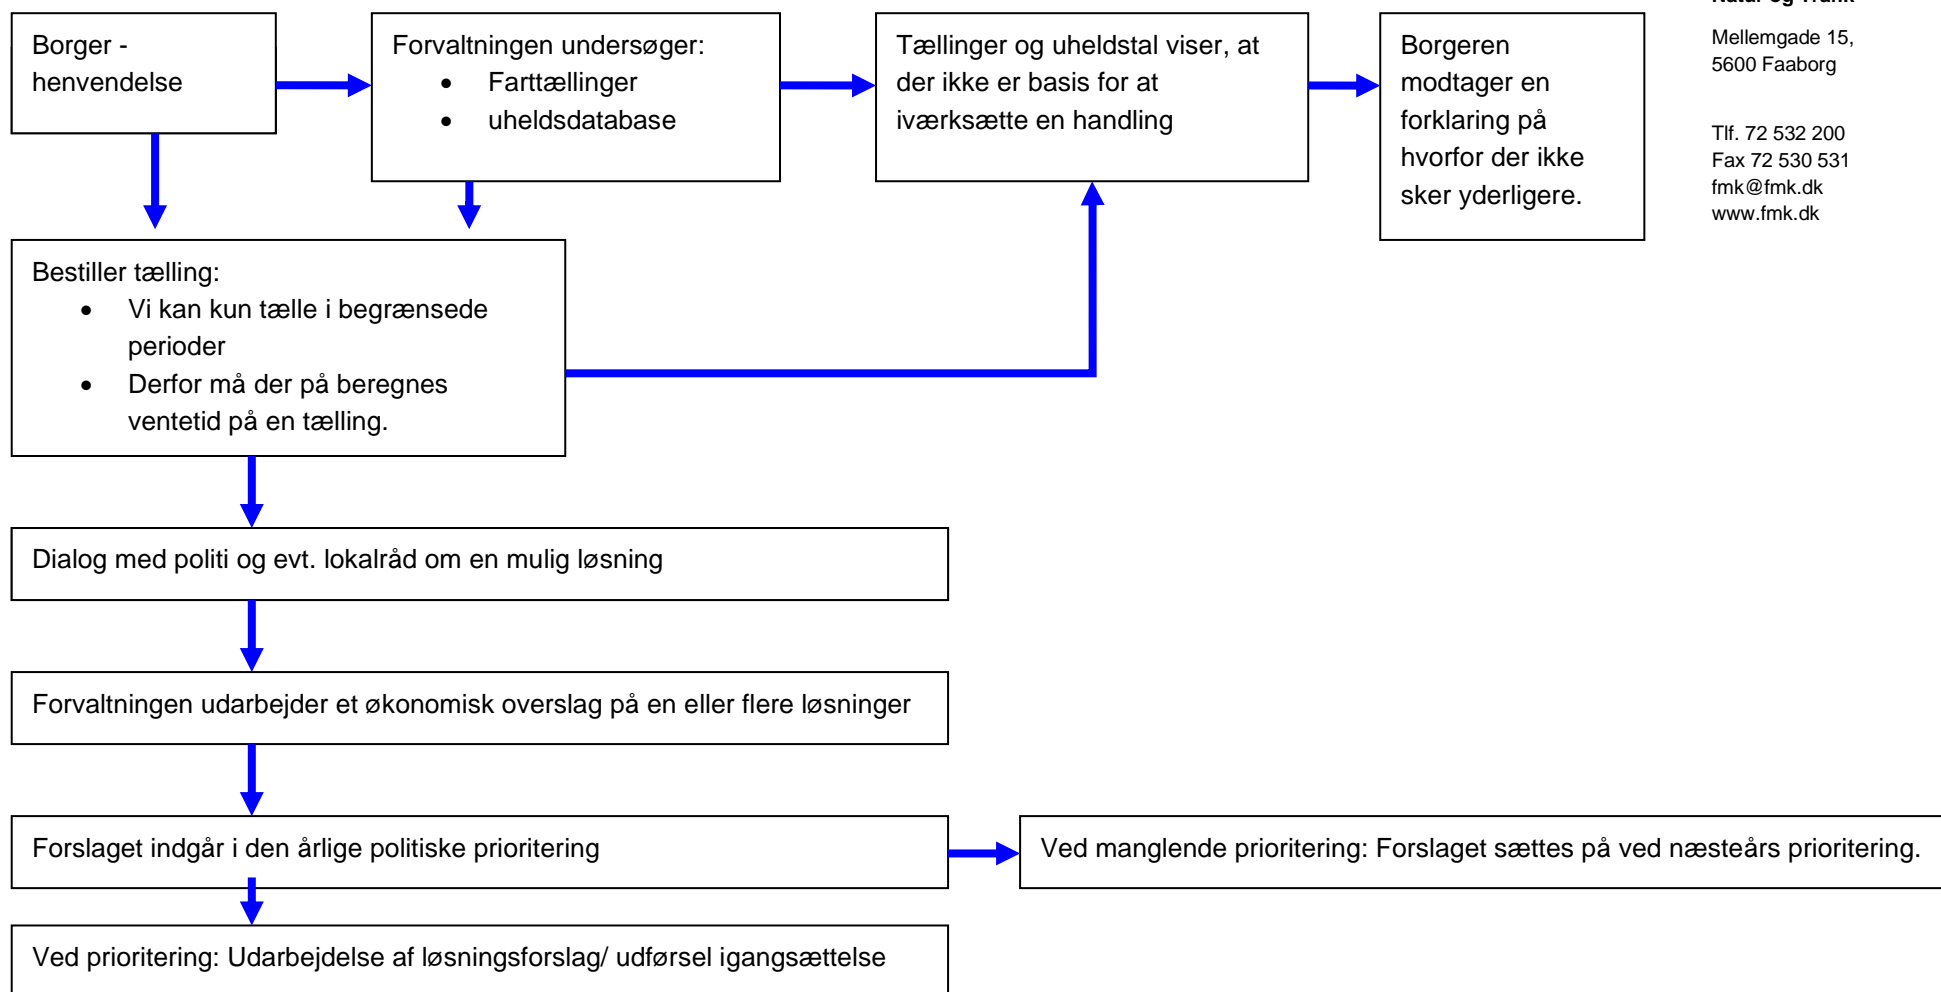 Natur og Trafik
Mellemgade 15,
5600 Faaborg
Tlf. 72 532 200
Fax 72 530 531
fmk@fmk.dk
www.fmk.dk
Borger -
henvendelse
Forvaltningen undersøger:
• Farttællinger
• uheldsdatabase
Tællinger og uheldstal viser, at
der ikke er basis for at
iværksætte en handling
Borgeren
modtager en
forklaring på
hvorfor der ikke
sker yderligere.
Bestiller tælling:
• Vi kan kun tælle i begrænsede
perioder
• Derfor må der på beregnes
ventetid på en tælling.
Dialog med politi og evt. lokalråd om en mulig løsning
Forvaltningen udarbejder et økonomisk overslag på en eller flere løsninger
Forslaget indgår i den årlige politiske prioritering
Ved manglende prioritering: Forslaget sættes på ved næsteårs prioritering.
Ved prioritering: Udarbejdelse af løsningsforslag/ udførsel igangsættelse